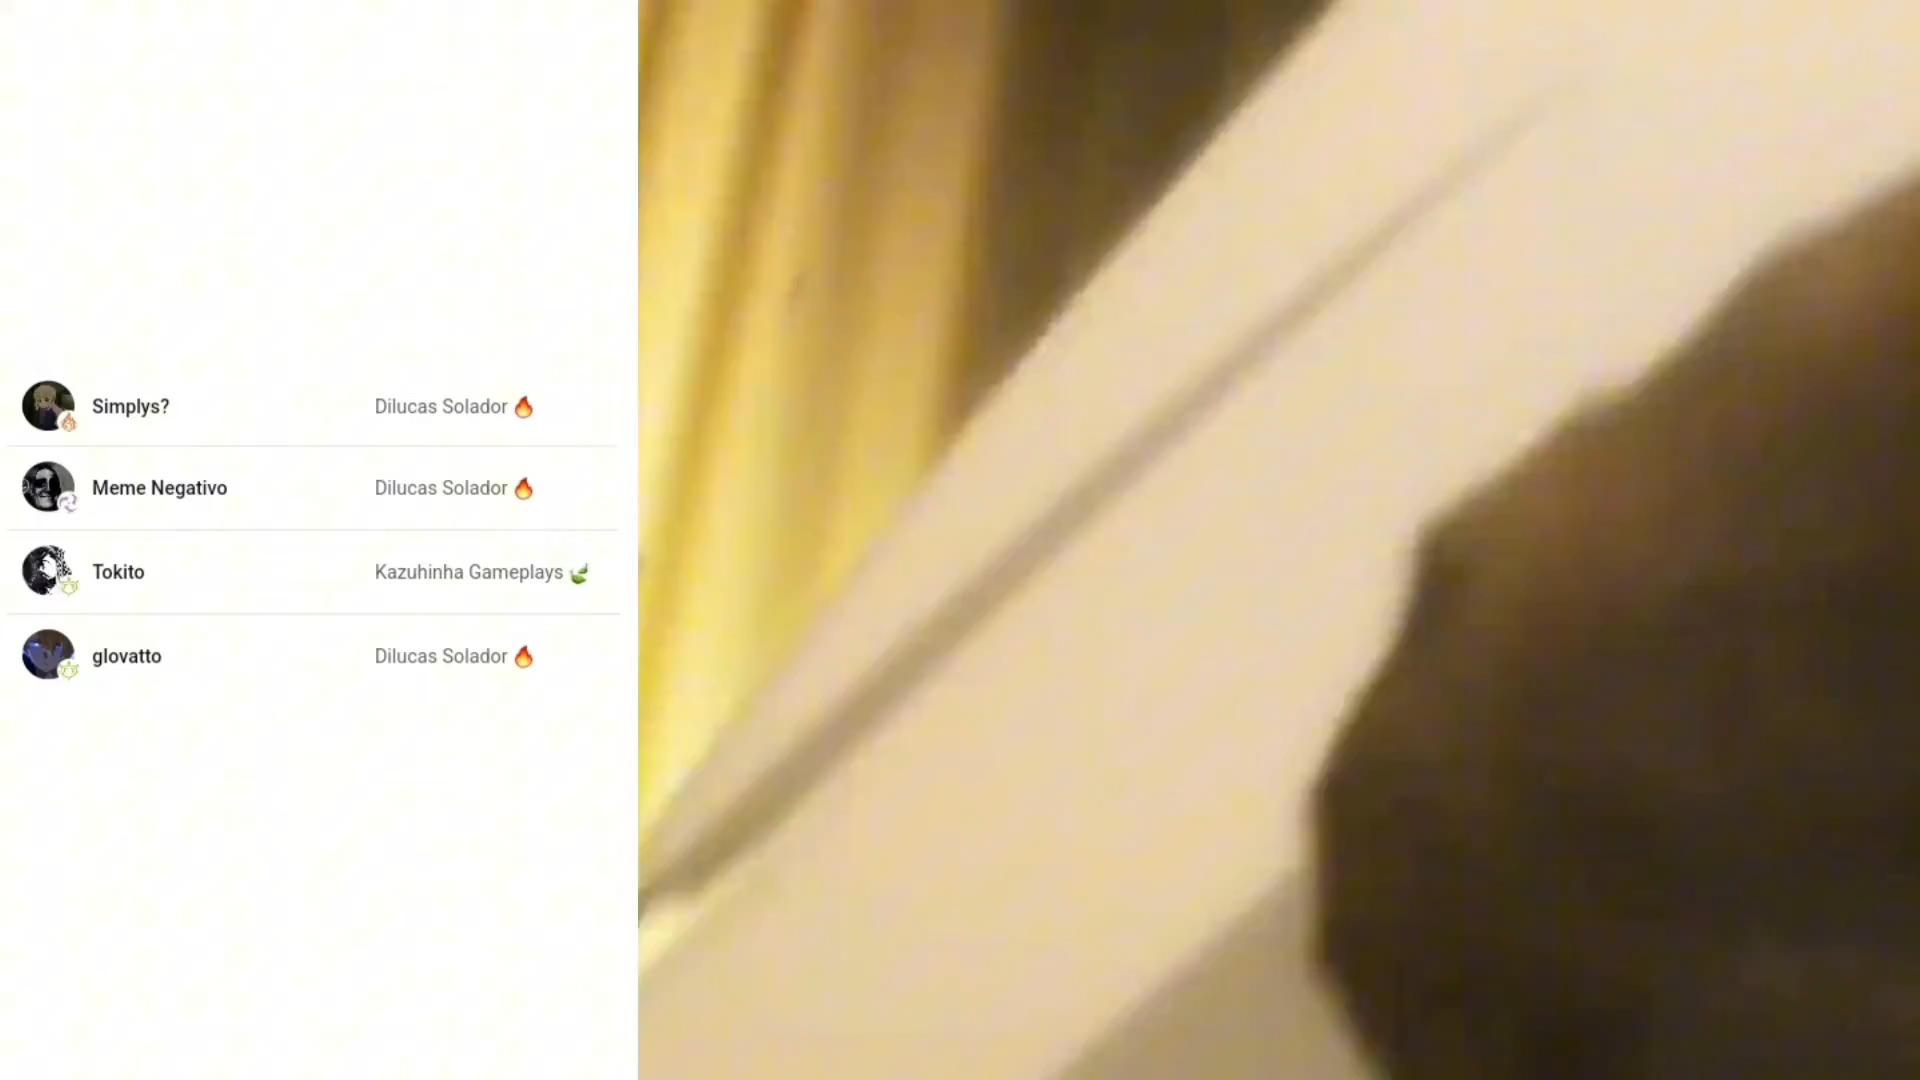 Simplys? Dilucas Solador 🔥
Meme Negativo Dilucas Solador 🔥
Tokito Kazuhinha Gameplays 🍃
glovatto Dilucas Solador 🔥